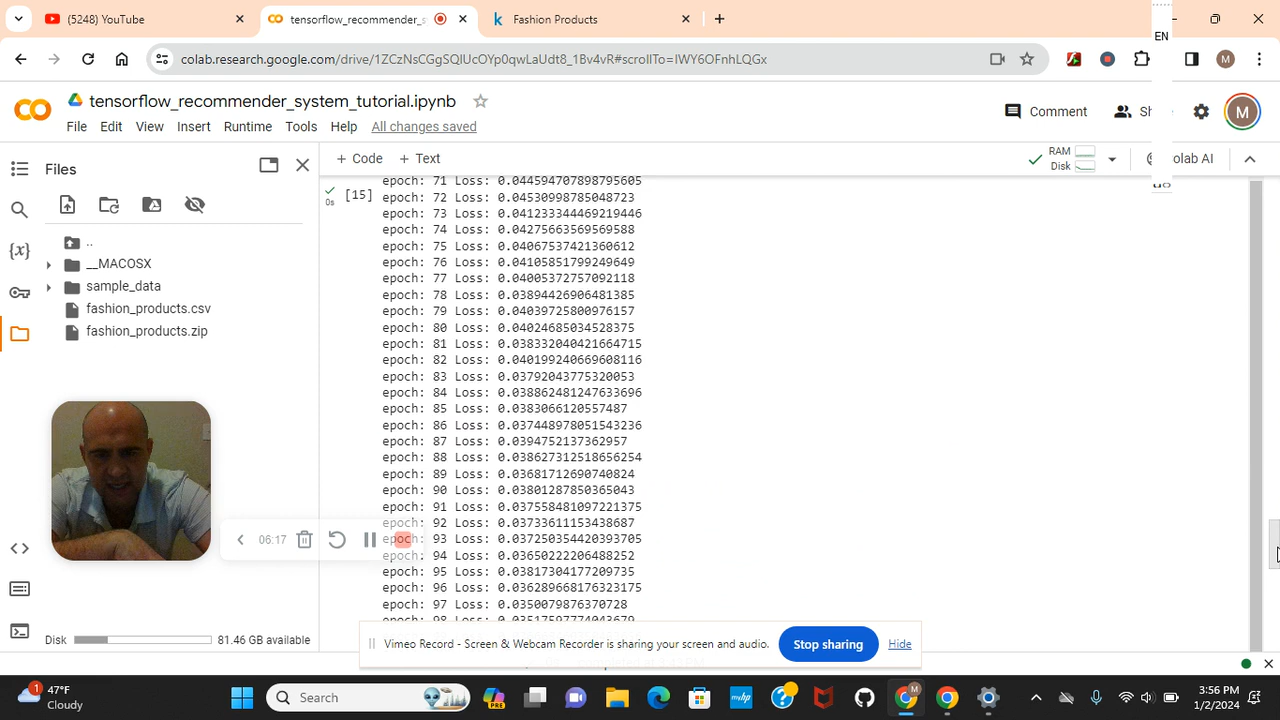 (5248) YouTube
tensorflow_recommender_s
Fashion Products
EN
colab.research.google.com/drive/1ZCzNsCGgSQIUcOYp0qwLaUdt8_1Bv4vR#scrollTo=IWY6OFnhLQGx
M
tensorflow_recommender_system_tutorial.ipynb
Comment
M
File Edit View Insert Runtime Tools Help All changes saved
Files
+ Code + Text
RAM
Disk
olab AI
[15]
0s
epoch: 71 Loss: 0.044594707898795605
epoch: 72 Loss: 0.04530998785048723
epoch: 73 Loss: 0.041233344469219446
epoch: 74 Loss: 0.04275663569569588
epoch: 75 Loss: 0.04067537421360612
epoch: 76 Loss: 0.04105851799249649
epoch: 77 Loss: 0.04005372757092118
epoch: 78 Loss: 0.03894426906481385
epoch: 79 Loss: 0.04039725800976157
epoch: 80 Loss: 0.04024685034528375
epoch: 81 Loss: 0.038332040421664715
epoch: 82 Loss: 0.040199240669608116
epoch: 83 Loss: 0.03792043775320053
epoch: 84 Loss: 0.038862481247633696
epoch: 85 Loss: 0.0383066120557487
epoch: 86 Loss: 0.037448978051543236
epoch: 87 Loss: 0.0394752137362957
epoch: 88 Loss: 0.038627312518656254
epoch: 89 Loss: 0.03681712690740824
epoch: 90 Loss: 0.03801287850365043
epoch: 91 Loss: 0.037558481097221375
epoch: 92 Loss: 0.03733611153438687
epoch: 93 Loss: 0.037250354420393705
epoch: 94 Loss: 0.03650222206488252
epoch: 95 Loss: 0.03817304177209735
epoch: 96 Loss: 0.036289668176323175
epoch: 97 Loss: 0.0350079876370728
..
__MACOSX
sample_data
fashion_products.csv
fashion_products.zip
06:17
Disk 81.46 GB available
Vimeo Record - Screen & Webcam Recorder is sharing your screen and audio.
Stop sharing
Hide
1
47°F
Cloudy
Search
PRE
mhp
M
3:56 PM
1/2/2024